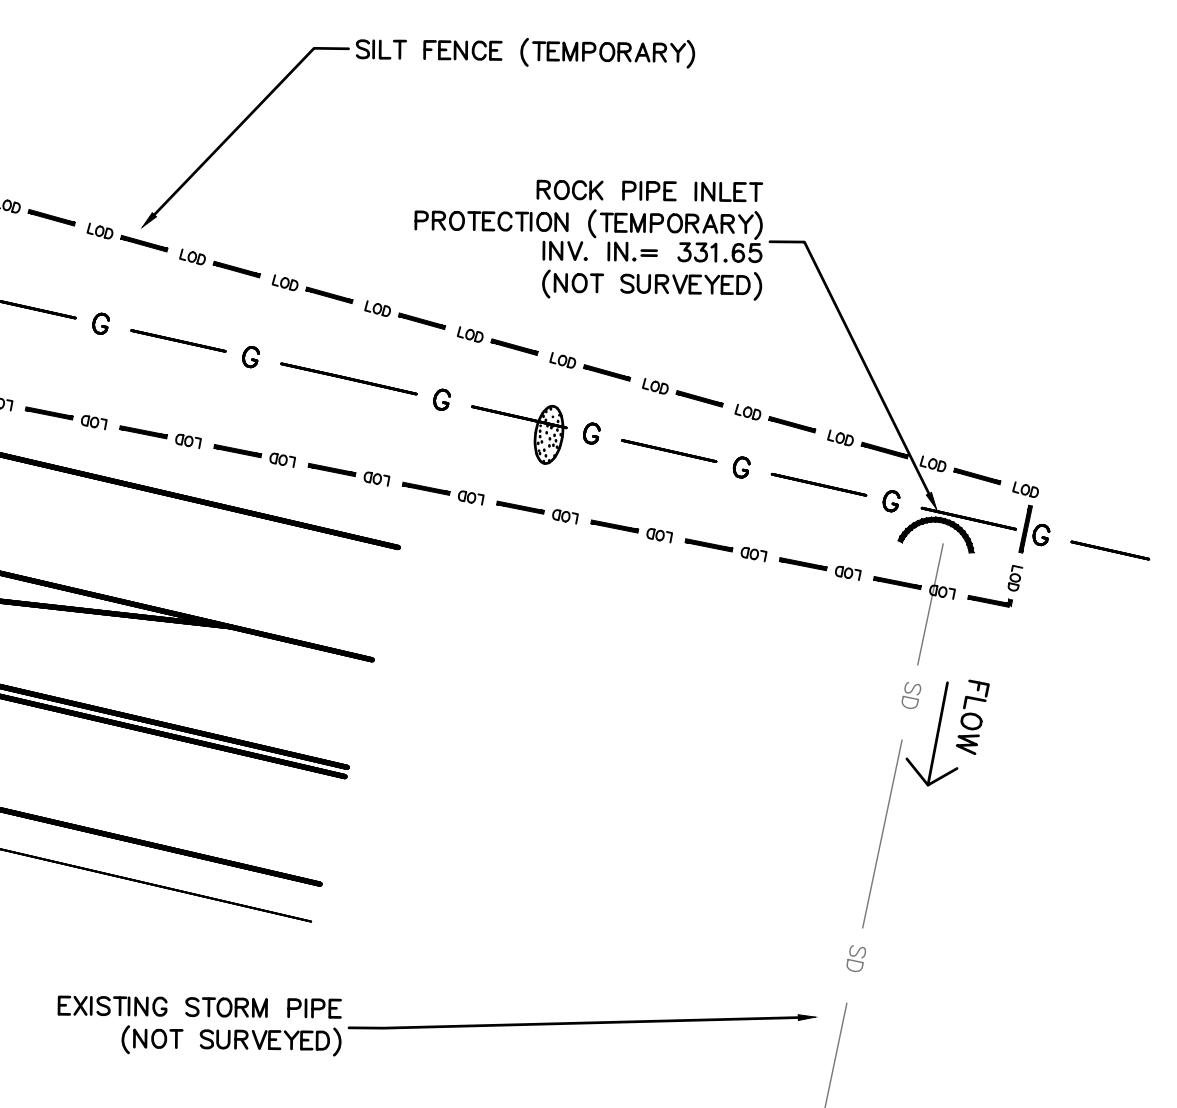 SILT FENCE (TEMPORARY)
ROCK PIPE INLET
PROTECTION (TEMPORARY)
INV. IN.= 331.65
(NOT SURVEYED)
LOD LOD LOD LOD LOD LOD LOD LOD LOD LOD LOD LOD
G G G G G G G
LOD LOD LOD LOD LOD LOD LOD LOD LOD LOD LOD
LOD
SD
FLOW
SD
EXISTING STORM PIPE
(NOT SURVEYED)